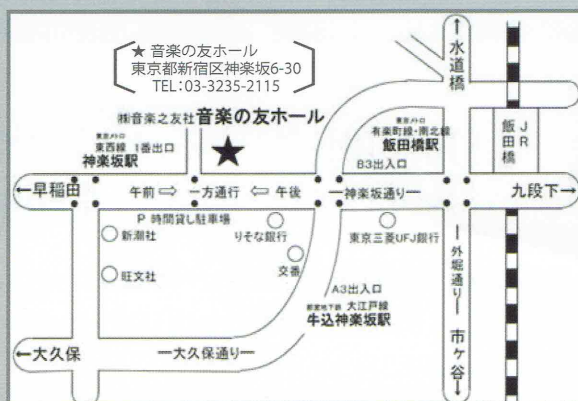 ★ 音楽の友ホール
東京都新宿区神楽坂6-30
TEL:03-3235-2115
㈱音楽之友社 音楽の友ホール
東京メトロ
東西線 1番出口
神楽坂駅
東京メトロ
有楽町線・南北線
飯田橋駅
B3出入口
↑水道橋
JR
飯田橋
←早稲田
午前 ⇨ 一方通行 ⇦ 午後
―神楽坂通り―
九段下→
P 時間貸し駐車場
新潮社
りそな銀行
東京三菱UFJ銀行
交番
旺文社
A3出入口
都営地下鉄 大江戸線
牛込神楽坂駅
―外堀通り―
市ヶ谷→
←大久保
―大久保通り―